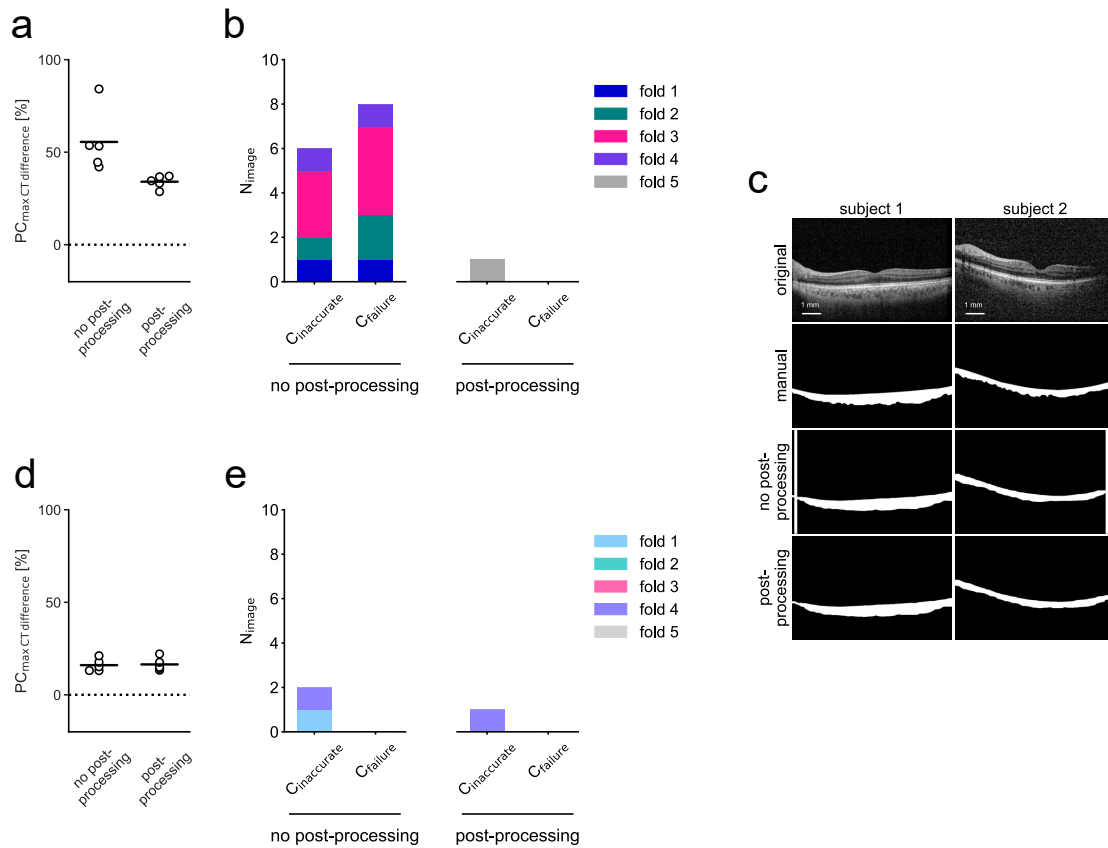 a
100
50
0
PCmax CT difference [%]
no post-
processing
post-
processing
b
10
8
6
4
2
0
Nimage
Cinaccurate
Cfailure
Cinaccurate
Cfailure
no post-processing
post-processing
fold 1
fold 2
fold 3
fold 4
fold 5
c
subject 1
subject 2
original
1 mm
1 mm
manual
no post-
processing
post-
processing
d
100
50
0
PCmax CT difference [%]
no post-
processing
post-
processing
e
10
8
6
4
2
0
Nimage
Cinaccurate
Cfailure
Cinaccurate
Cfailure
no post-processing
post-processing
fold 1
fold 2
fold 3
fold 4
fold 5